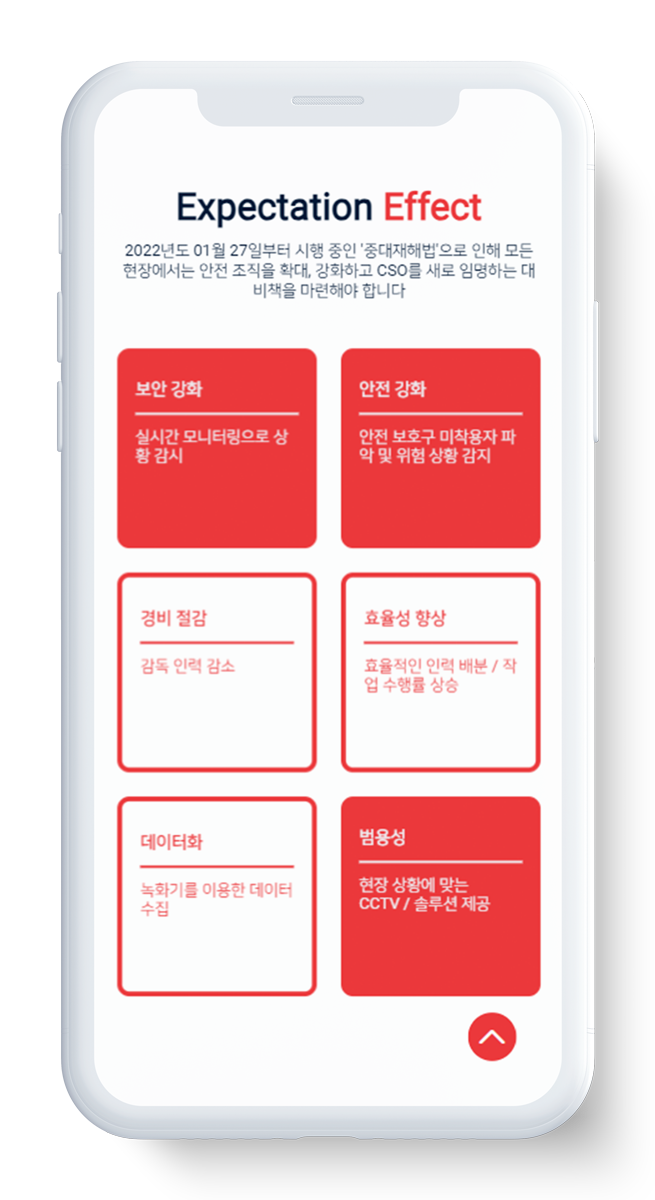 Expectation Effect
2022년도 01월 27일부터 시행 중인 '중대재해법'으로 인해 모든
현장에서는 안전 조직을 확대, 강화하고 CSO를 새로 임명하는 대
비책을 마련해야 합니다
보안 강화
실시간 모니터링으로 상
황 감시
안전 강화
안전 보호구 미착용자 파
악 및 위험 상황 감지
경비 절감
감독 인력 감소
효율성 향상
효율적인 인력 배분 / 작
업 수행률 상승
데이터화
녹화기를 이용한 데이터
수집
범용성
현장 상황에 맞는
CCTV / 솔루션 제공